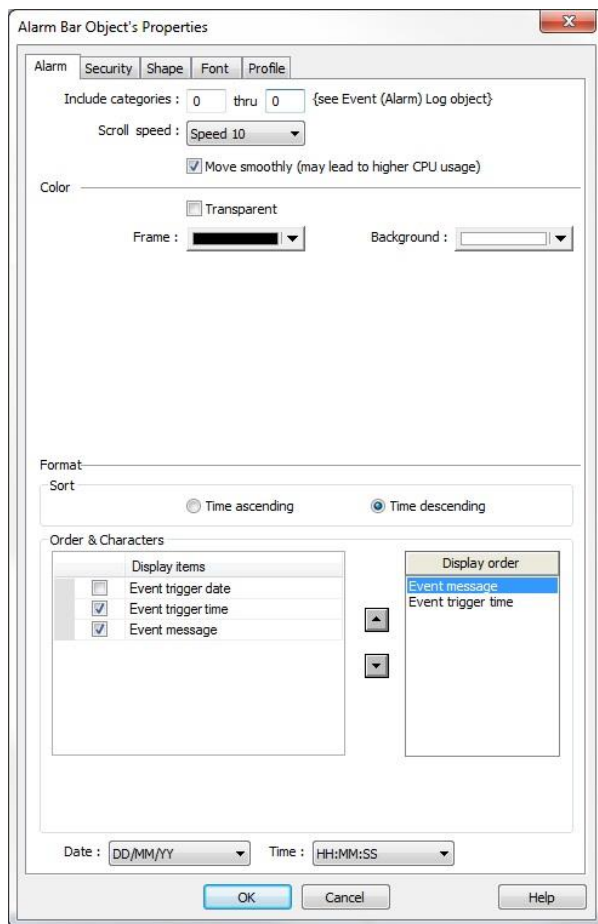 Alarm Bar Object's Properties
Alarm Security Shape Font Profile
Include categories : 0 thru 0 {see Event (Alarm) Log object}
Scroll speed : Speed 10
Move smoothly (may lead to higher CPU usage)
Color
Transparent
Frame : Background :
Format
Sort
Time ascending Time descending
Order & Characters
Display items
Event trigger date
Event trigger time
Event message
Display order
Event message
Event trigger time
Date : DD/MM/YY Time : HH:MM:SS
OK Cancel Help